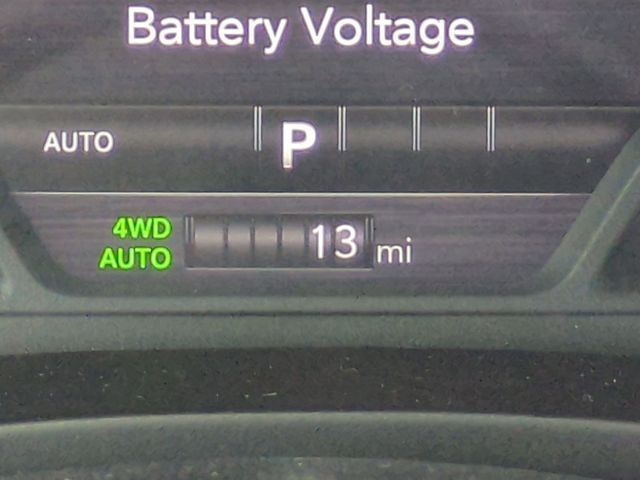 Battery Voltage
AUTO P
4WD
AUTO
13 mi